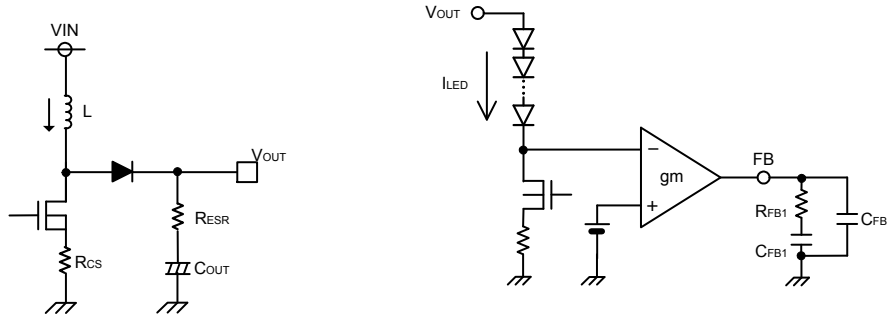 VIN
L
VOUT
RESR
RCS
COUT
VOUT
ILED
−
gm
+
FB
RFB1
CFB1
CFB